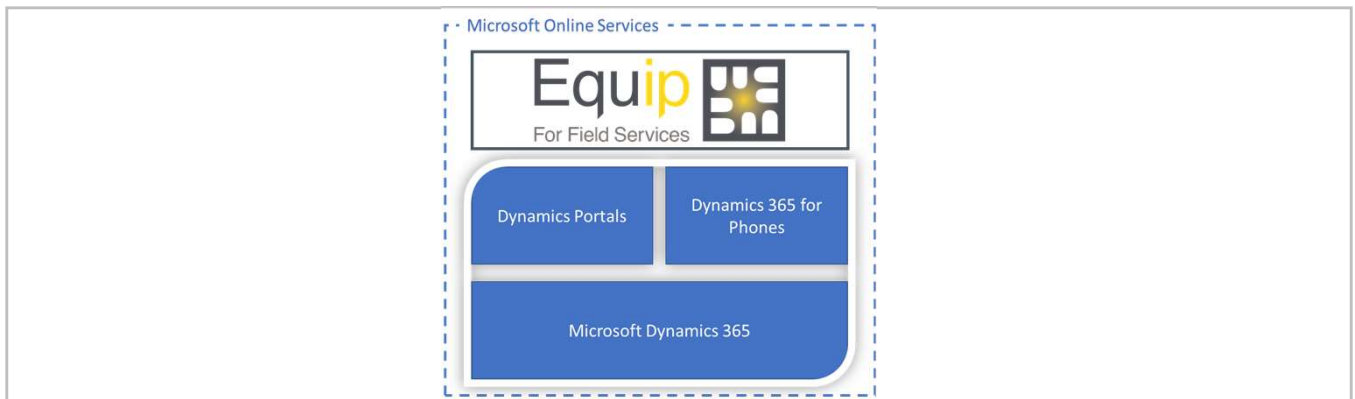 Microsoft Online Services
Equip
For Field Services
Dynamics Portals
Dynamics 365 for
Phones
Microsoft Dynamics 365